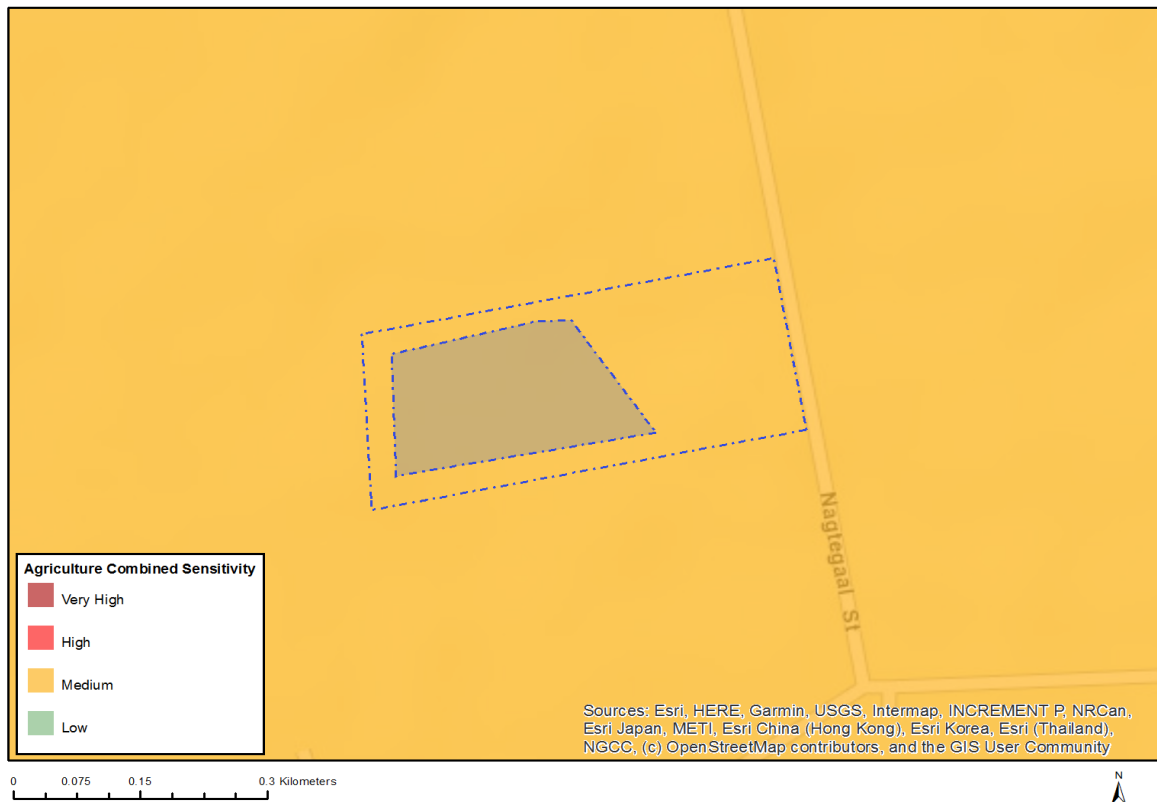 Nagtegaal St
Agriculture Combined Sensitivity
Very High
High
Medium
Low
Sources: Esri, HERE, Garmin, USGS, Intermap, INCREMENT P, NRCan,
Esri Japan, METI, Esri China (Hong Kong), Esri Korea, Esri (Thailand),
NGCC, (c) OpenStreetMap contributors, and the GIS User Community
0 0.075 0.15 0.3 Kilometers
N